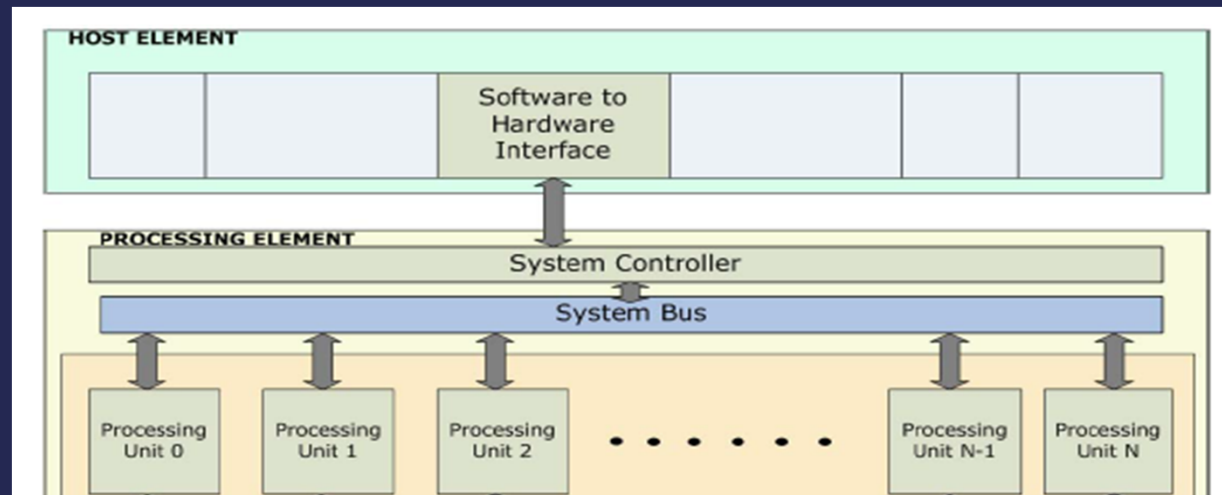 HOST ELEMENT
Software to
Hardware
Interface
PROCESSING ELEMENT
System Controller
System Bus
Processing
Unit 0
Processing
Unit 1
Processing
Unit 2
Processing
Unit N-1
Processing
Unit N